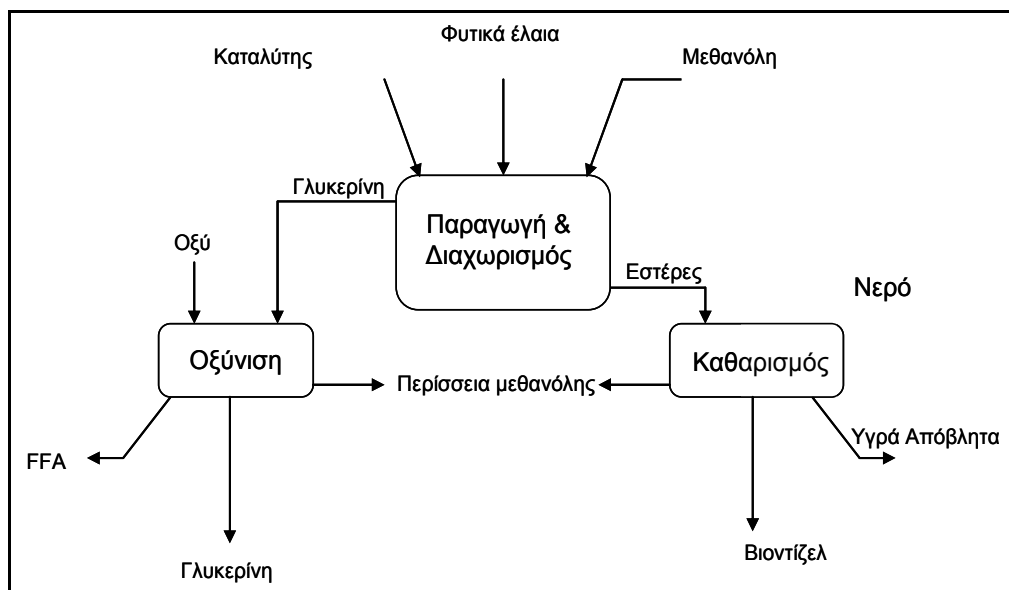 Φυτικά έλαια
Καταλύτης
Μεθανόλη
Γλυκερίνη
Παραγωγή &
Διαχωρισμός
Οξύ
Εστέρες
Νερό
Οξύνιση
Καθαρισμός
Περίσσεια μεθανόλης
Υγρά Απόβλητα
FFA
Βιοντίζελ
Γλυκερίνη